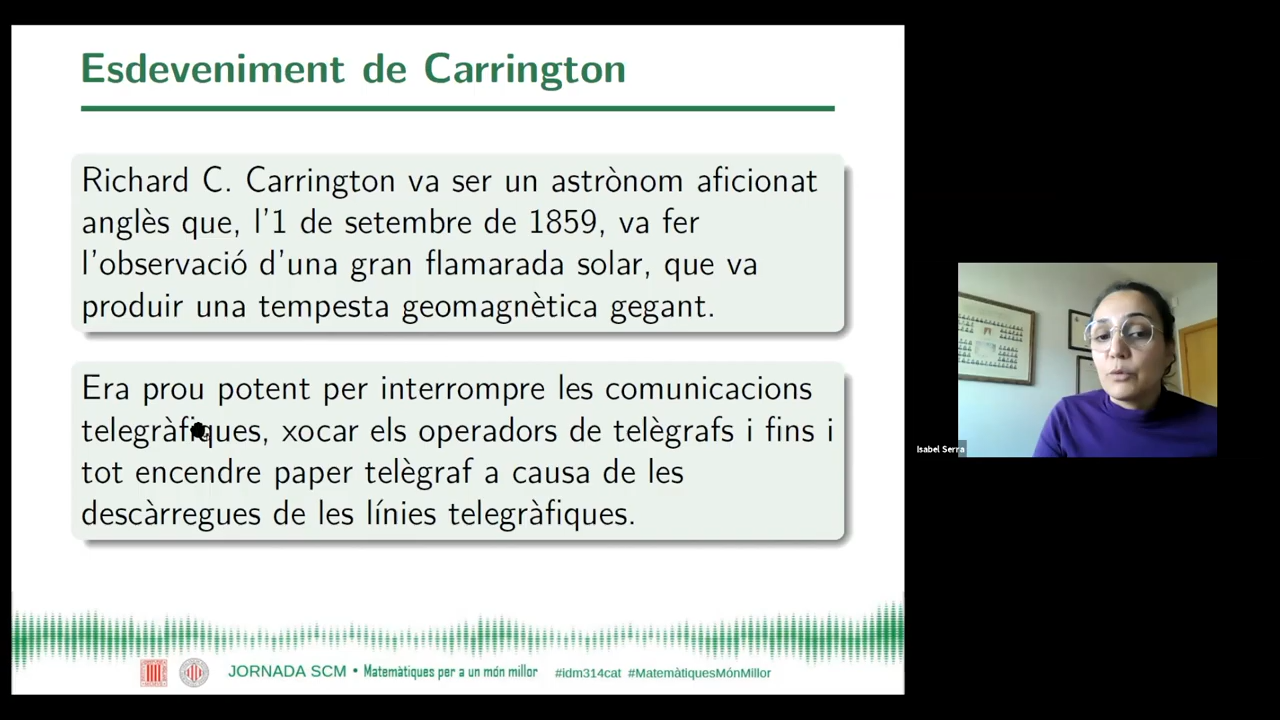 Esdeveniment de Carrington
Richard C. Carrington va ser un astrònom aficionat
anglès que, l'1 de setembre de 1859, va fer
l'observació d'una gran flamarada solar, que va
produir una tempesta geomagnètica gegant.
Era prou potent per interrompre les comunicacions
telegràfiques, xocar els operadors de telègrafs i fins i
tot encendre paper telègraf a causa de les
descàrregues de les línies telegràfiques.
JORNADA SCM • Matemàtiques per a un món millor #idm314cat #MatemàtiquesMónMillor
Isabel Serra